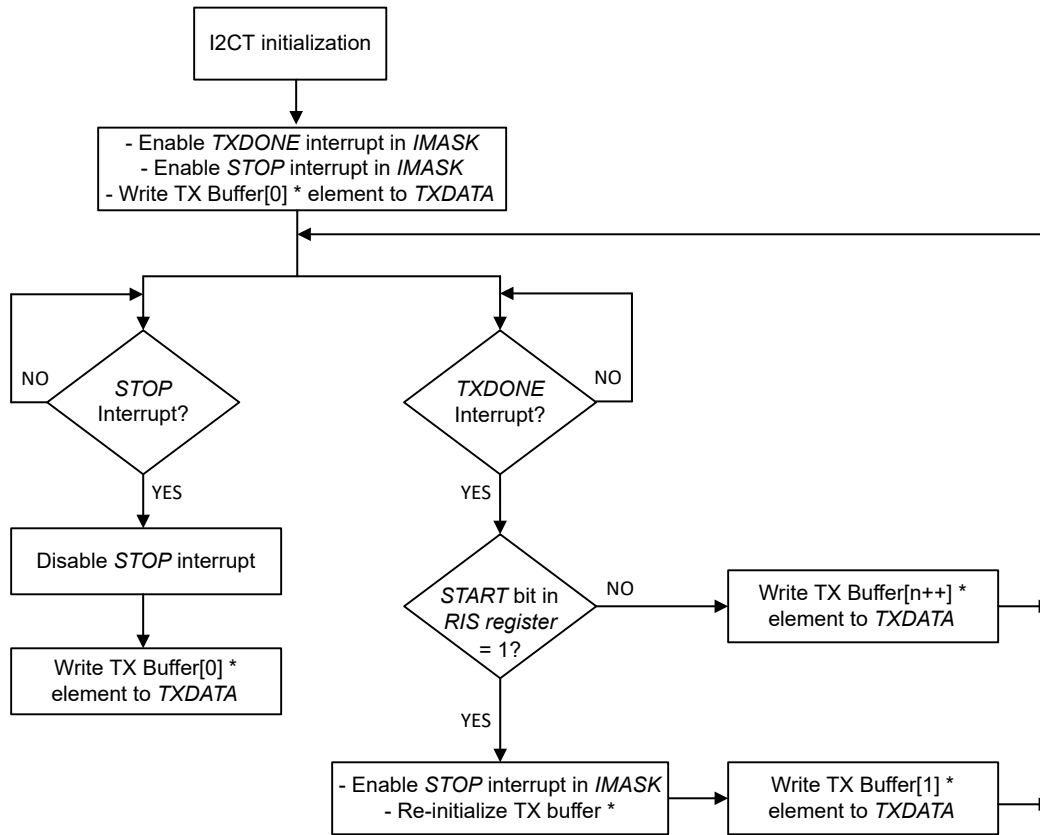 I2CT initialization
- Enable TXDONE interrupt in IMASK
- Enable STOP interrupt in IMASK
- Write TX Buffer[0] * element to TXDATA
NO
STOP
Interrupt?
YES
Disable STOP interrupt
Write TX Buffer[0] *
element to TXDATA
TXDONE
Interrupt?
NO
YES
START bit in
RIS register
= 1?
NO
Write TX Buffer[n++] *
element to TXDATA
YES
- Enable STOP interrupt in IMASK
- Re-initialize TX buffer *
Write TX Buffer[1] *
element to TXDATA